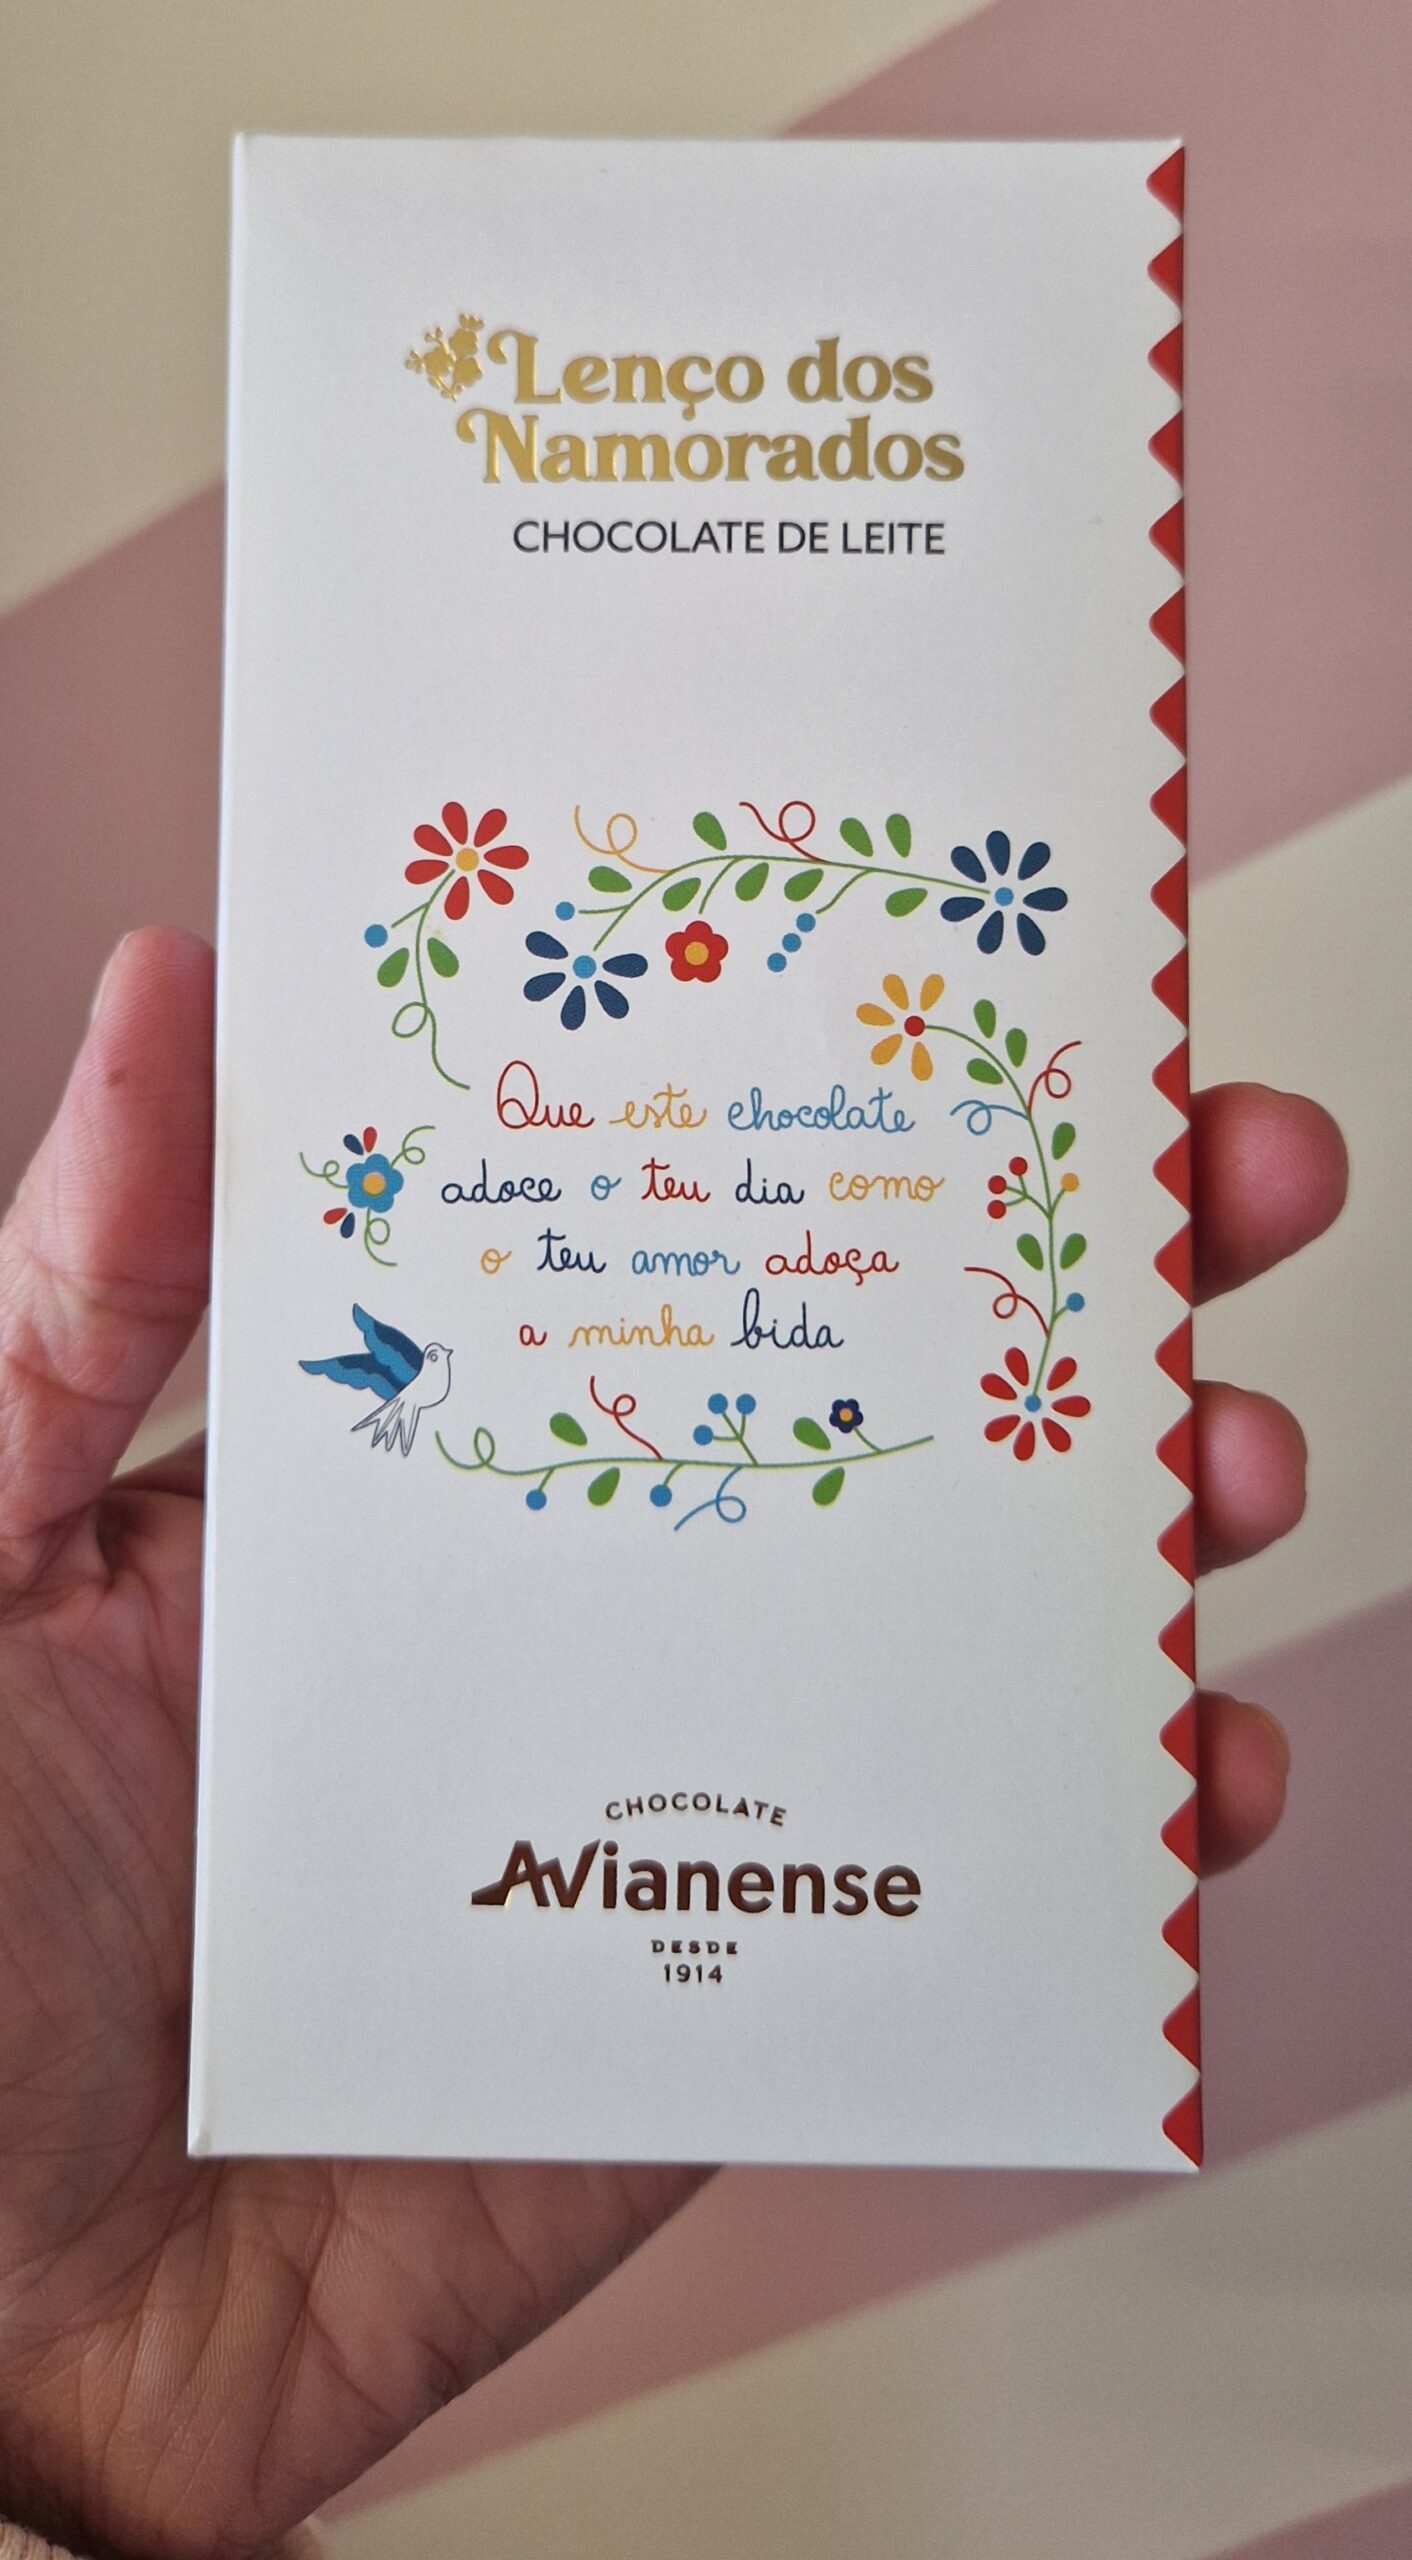 Lenço dos
Namorados
CHOCOLATE DE LEITE
Que este chocolate
adoce o teu dia como
o teu amor adoça
a minha bida
CHOCOLATE
Avianense
DESDE
1914